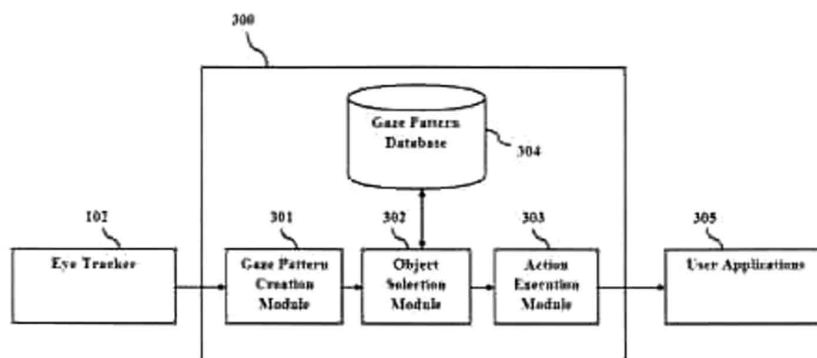 300
Gaze Pattern
Database
304
102
301
302
303
305
Eye Tracker
Gaze Pattern
Creation
Module
Object
Selection
Module
Action
Execution
Module
User Applications